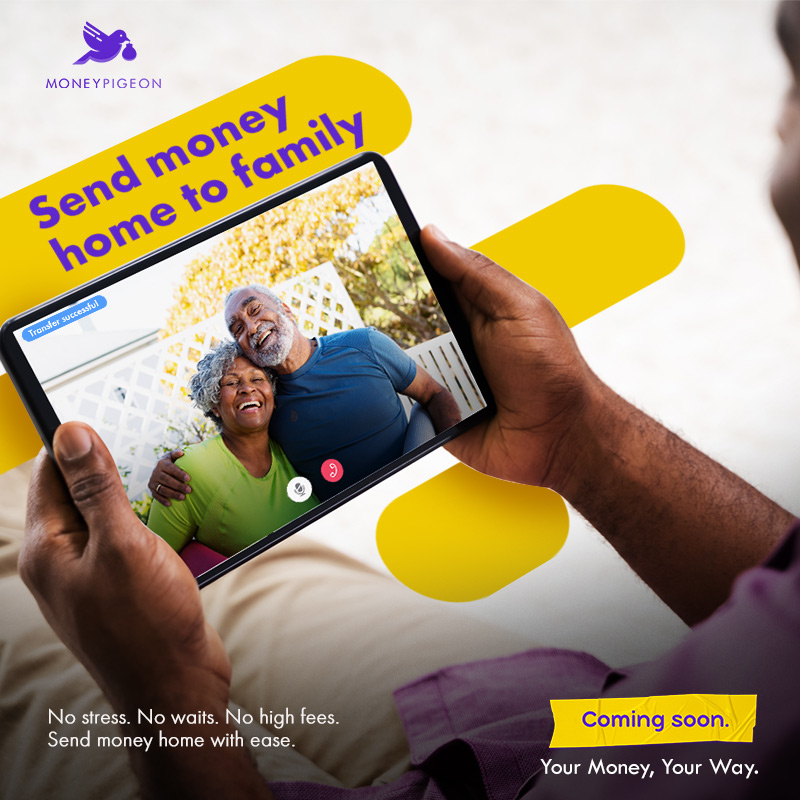 MONEYPIGEON
Send money
home to family
Transfer successful
No stress. No waits. No high fees.
Send money home with ease.
Coming soon.
Your Money, Your Way.